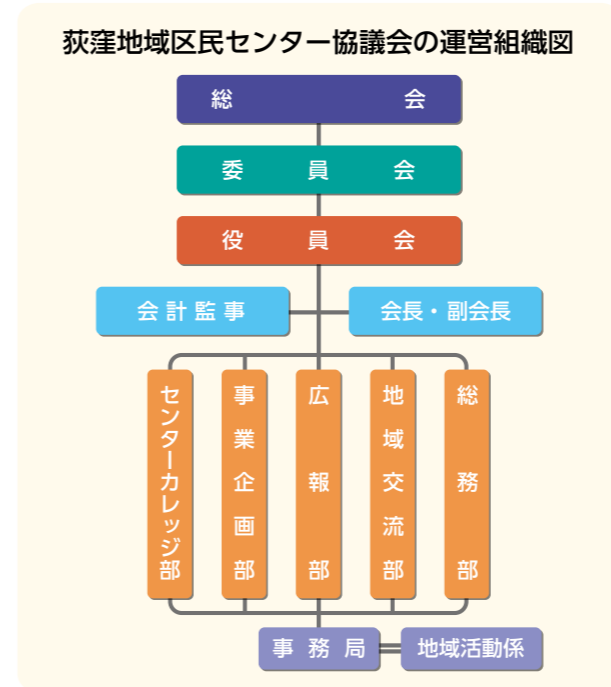 荻窪地域区民センター協議会の運営組織図
総会
委員会
役員会
会計監事
会長・副会長
センターカレッジ部
事業企画部
広報部
地域交流部
総務部
事務局
地域活動係